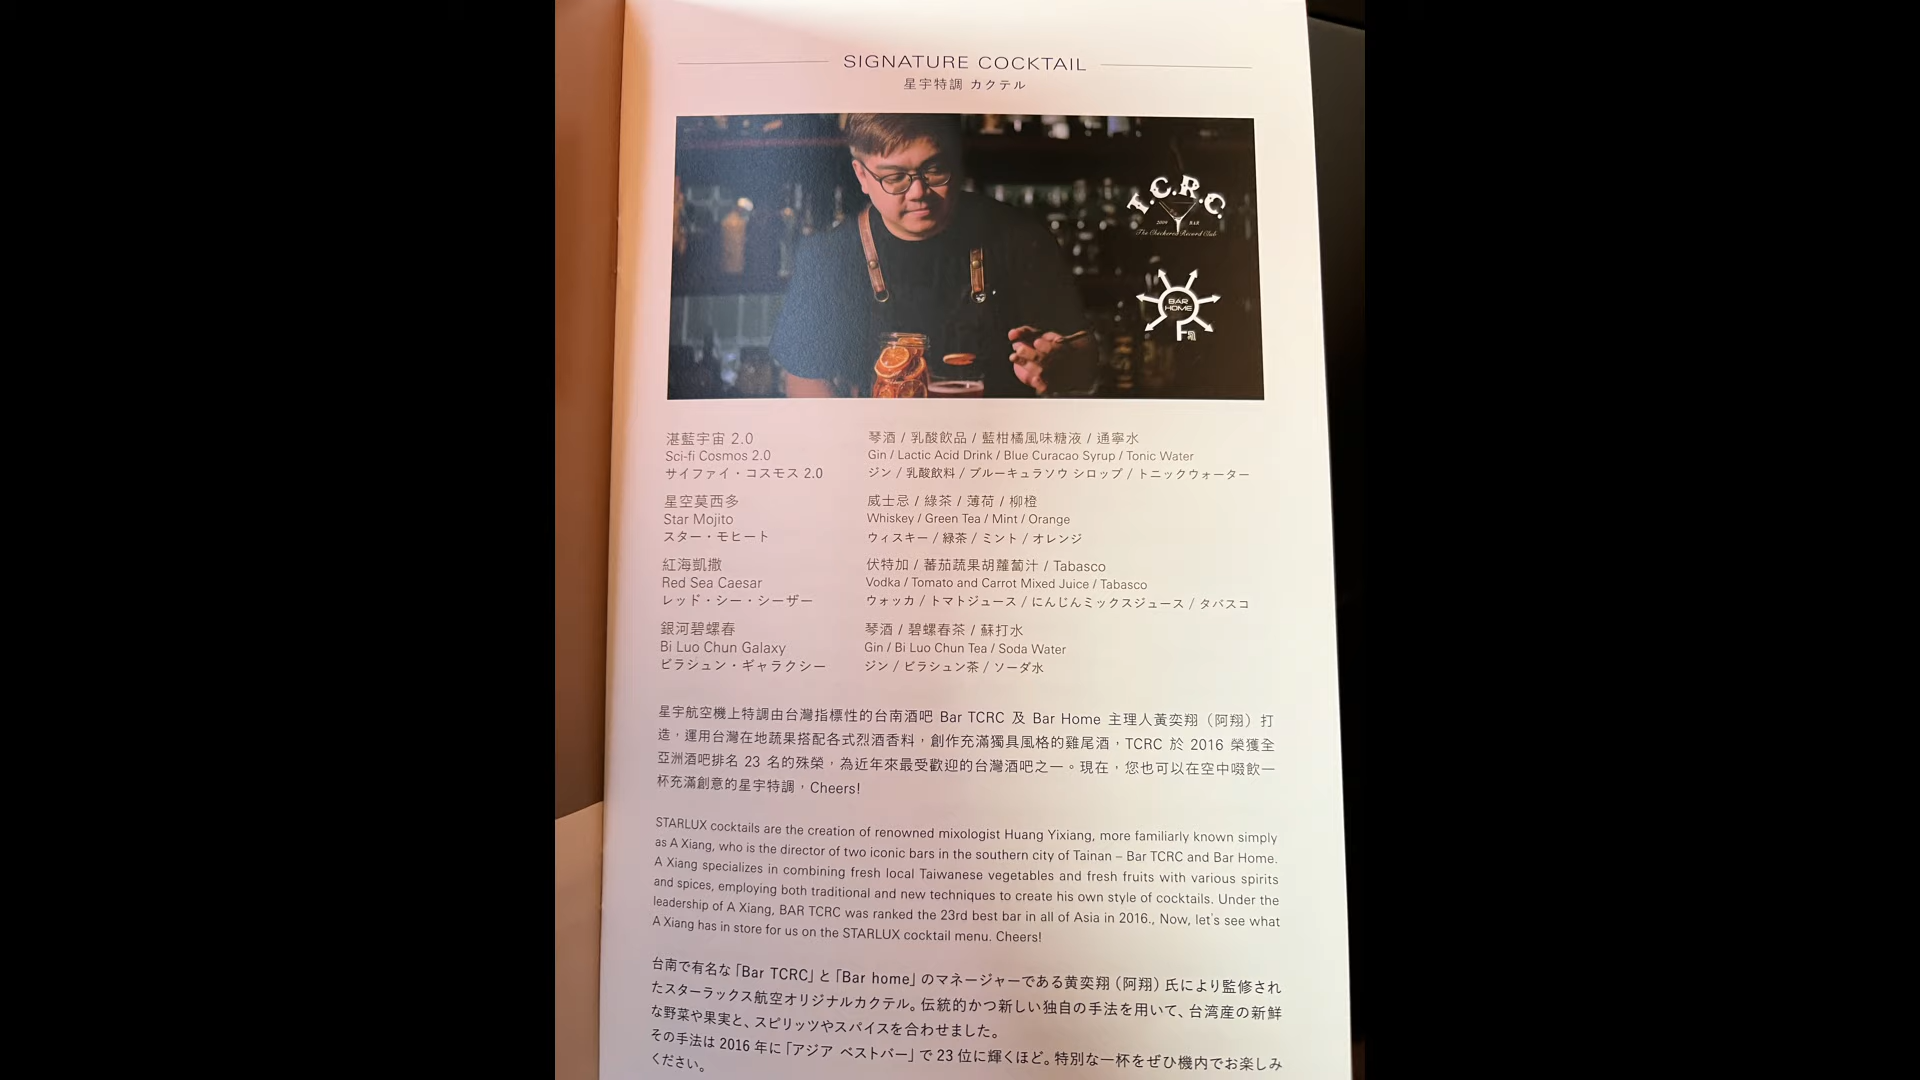 SIGNATURE COCKTAIL
星宇特調 カクテル
T.C.R.C.
2009 BAR
The Checkered Record Club
BAR
HOME
湛藍宇宙 2.0
Sci-fi Cosmos 2.0
サイファイ・コスモス 2.0
琴酒 / 乳酸飲品 / 藍柑橘風味糖液 / 通寧水
Gin / Lactic Acid Drink / Blue Curacao Syrup / Tonic Water
ジン / 乳酸飲料 / ブルーキュラソウ シロップ / トニックウォーター
星空莫西多
Star Mojito
スター・モヒート
威士忌 / 綠茶 / 薄荷 / 柳橙
Whiskey / Green Tea / Mint / Orange
ウィスキー / 緑茶 / ミント / オレンジ
紅海凱撒
Red Sea Caesar
レッド・シー・シーザー
伏特加 / 蕃茄蔬果胡蘿蔔汁 / Tabasco
Vodka / Tomato and Carrot Mixed Juice / Tabasco
ウォッカ / トマトジュース / にんじんミックスジュース / タバスコ
銀河碧螺春
Bi Luo Chun Galaxy
ビラシュン・ギャラクシー
琴酒 / 碧螺春茶 / 蘇打水
Gin / Bi Luo Chun Tea / Soda Water
ジン / ビラシュン茶 / ソーダ水
星宇航空機上特調由台灣指標性的台南酒吧 Bar TCRC 及 Bar Home 主理人黃奕翔（阿翔）打
造，運用台灣在地蔬果搭配各式烈酒香料，創作充滿獨具風格的雞尾酒，TCRC 於 2016 榮獲全
亞洲酒吧排名 23 名的殊榮，為近年來最受歡迎的台灣酒吧之一。現在，您也可以在空中啜飲一
杯充滿創意的星宇特調，Cheers!
STARLUX cocktails are the creation of renowned mixologist Huang Yixiang, more familiarly known simply
as A Xiang, who is the director of two iconic bars in the southern city of Tainan – Bar TCRC and Bar Home.
A Xiang specializes in combining fresh local Taiwanese vegetables and fresh fruits with various spirits
and spices, employing both traditional and new techniques to create his own style of cocktails. Under the
leadership of A Xiang, BAR TCRC was ranked the 23rd best bar in all of Asia in 2016., Now, let's see what
A Xiang has in store for us on the STARLUX cocktail menu. Cheers!
台南で有名な「Bar TCRC」と「Bar home」のマネージャーである黄奕翔（阿翔）氏により監修され
たスターラックス航空オリジナルカクテル。伝統的かつ新しい独自の手法を用いて、台湾産の新鮮
な野菜や果実と、スピリッツやスパイスを合わせました。
その手法は 2016 年に「アジア ベストバー」で 23 位に輝くほど。特別な一杯をぜひ機内でお楽しみ
ください。